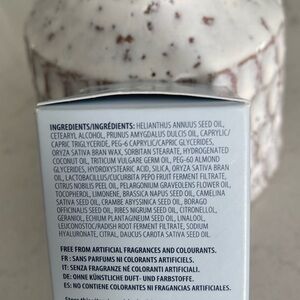 INGREDIENTS/INGRÉDIENTS: HELIANTHUS ANNUUS SEED OIL,
CETEARYL ALCOHOL, PRUNUS AMYGDALUS DULCIS OIL, CAPRYLIC/
CAPRIC TRIGLYCERIDE, PEG-6 CAPRYLIC/CAPRIC GLYCERIDES,
ORYZA SATIVA BRAN WAX, SORBITAN STEARATE, HYDROGENATED
COCONUT OIL, TRITICUM VULGARE GERM OIL, PEG-60 ALMOND
GLYCERIDES, HYDROXYSTEARIC ACID, SILICA, ORYZA SATIVA BRAN
OIL, LACTOBACILLUS/CUCURBITA PEPO FRUIT FERMENT FILTRATE,
CITRUS NOBILIS PEEL OIL, PELARGONIUM GRAVEOLENS FLOWER OIL,
TOCOPHEROL, LIMONENE, BRASSICA NAPUS SEED OIL, CAMELINA
SATIVA SEED OIL, CRAMBE ABYSSINICA SEED OIL, BORAGO
OFFICINALIS SEED OIL, RIBES NIGRUM SEED OIL, CITRONELLOL,
GERANIOL, ECHIUM PLANTAGINEUM SEED OIL, LINALOOL,
LEUCONOSTOC/RADISH ROOT FERMENT FILTRATE, SODIUM
HYALURONATE, CITRAL, DAUCUS CAROTA SATIVA SEED OIL
FREE FROM ARTIFICIAL FRAGRANCES AND COLOURANTS.
FR: SANS PARFUMS NI COLORANTS ARTIFICIELS.
IT: SENZA FRAGRANZE NÉ COLORANTI ARTIFICALI.
DE: OHNE KÜNSTLICHE DUFT- UND FARBSTOFFE.
ES: NO CONTIENE FRAGANCIAS NI COLORANTES ARTIFICIALES.